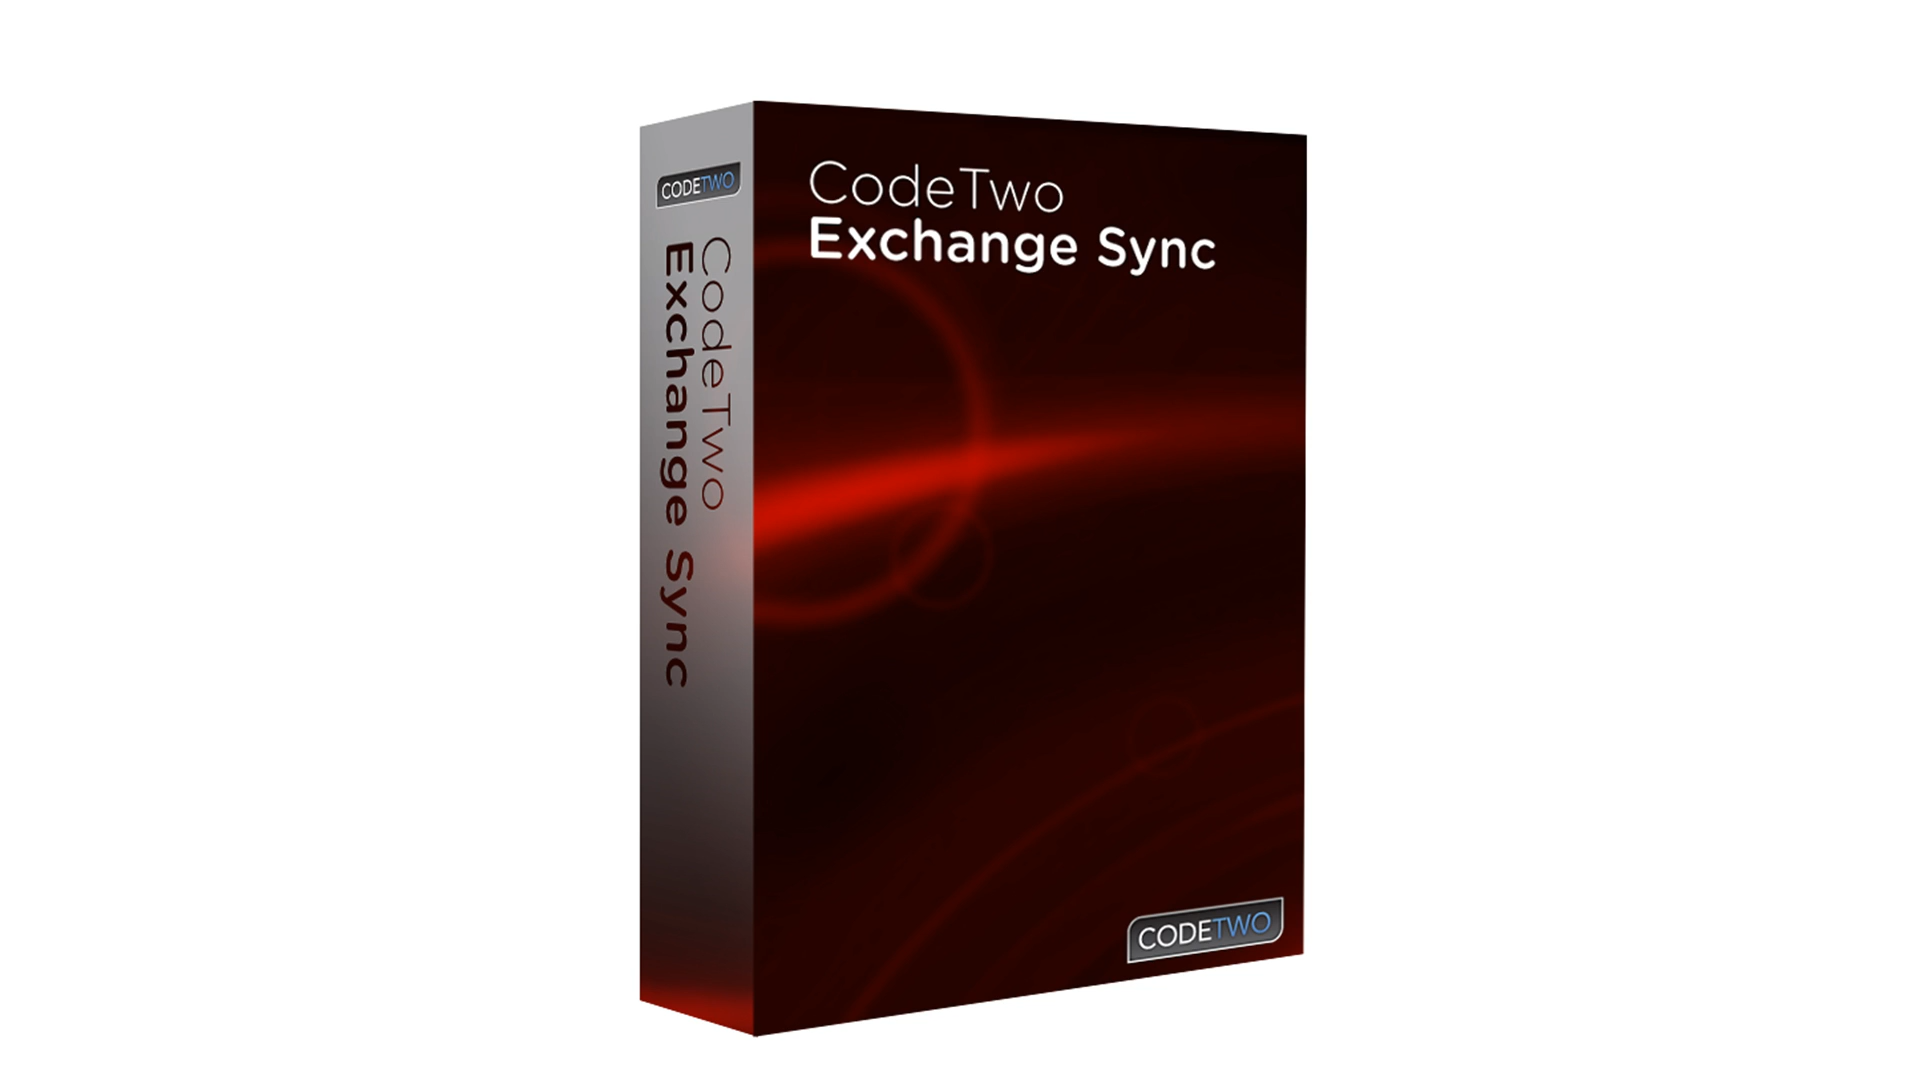 CODETWO
CodeTwo
Exchange Sync
CodeTwo
Exchange Sync
CODETWO